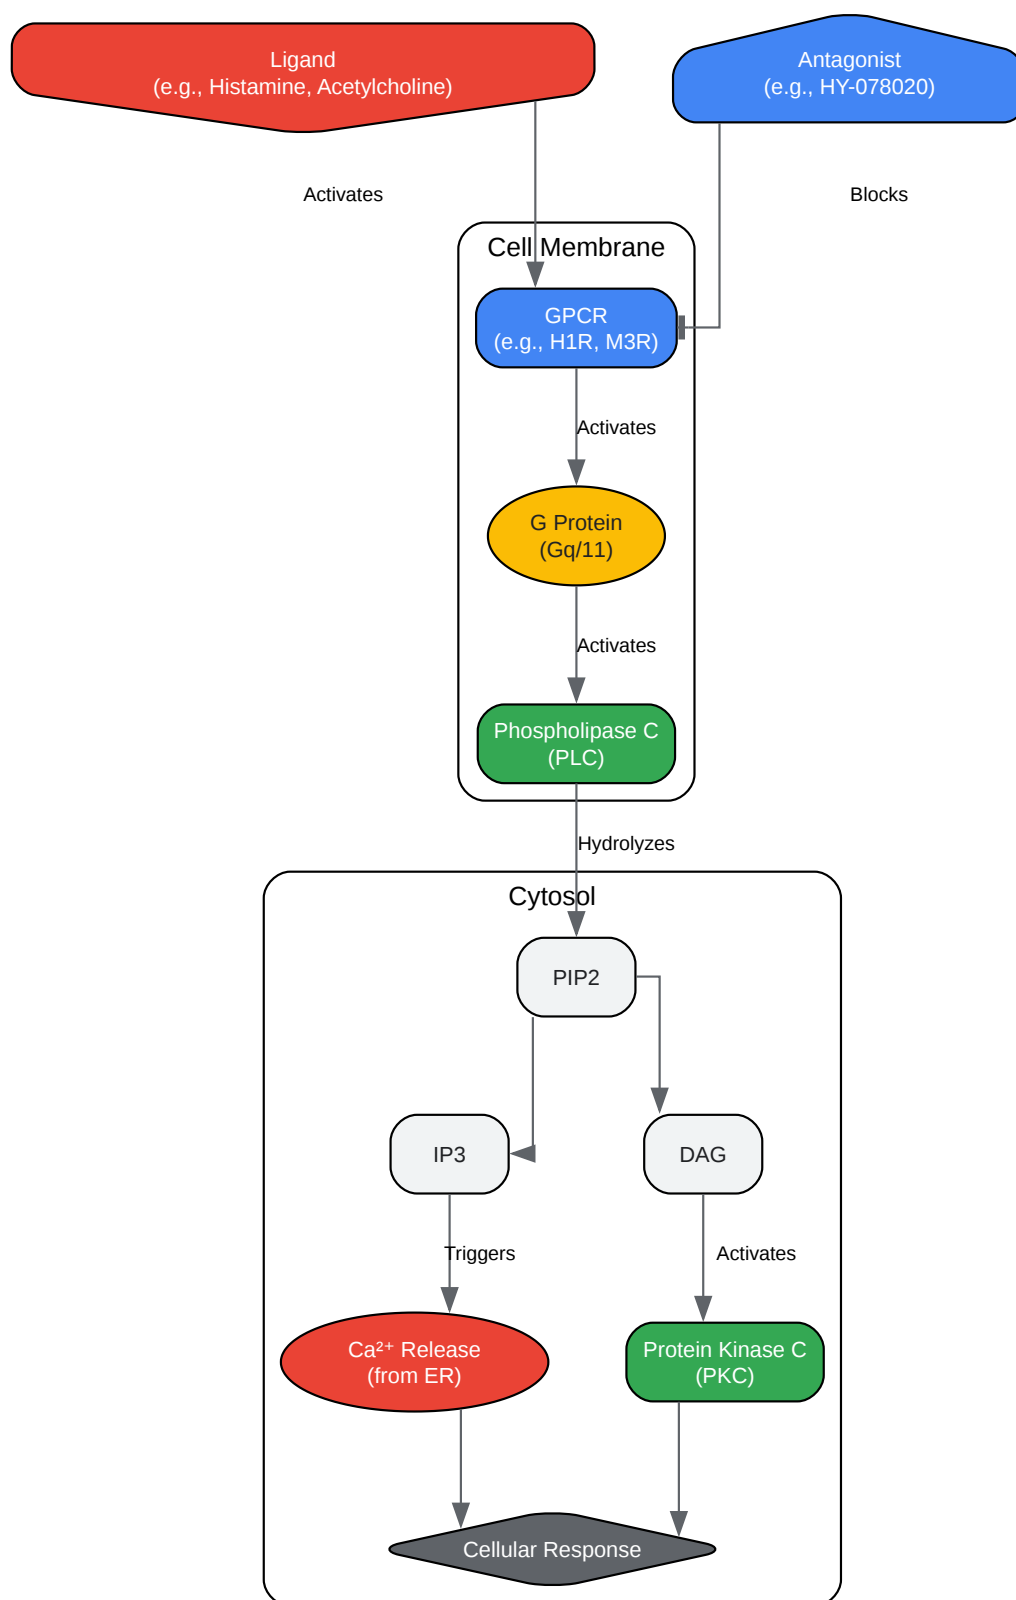 Ligand
(e.g., Histamine, Acetylcholine)
Antagonist
(e.g., HY-078020)
Activates
Blocks
Cell Membrane
GPCR
(e.g., H1R, M3R)
Activates
G Protein
(Gq/11)
Activates
Phospholipase C
(PLC)
Hydrolyzes
Cytosol
PIP2
IP3
DAG
Triggers
Activates
Ca²⁺ Release
(from ER)
Protein Kinase C
(PKC)
Cellular Response